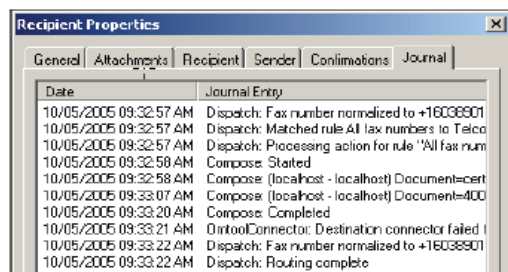 Recipient Properties
General Attachments Recipient Sender Confirmations Journal
Date Journal Entry
10/05/2005 09:32:57 AM Dispatch: Fax number normalized to +16038901
10/05/2005 09:32:57 AM Dispatch: Matched rule All fax numbers to Telco
10/05/2005 09:32:57 AM Dispatch: Processing action for rule "All fax num
10/05/2005 09:32:58 AM Compose: Started
10/05/2005 09:32:58 AM Compose: (localhost - localhost) Document=cert
10/05/2005 09:33:07 AM Compose: (localhost - localhost) Document=400
10/05/2005 09:33:20 AM Compose: Completed
10/05/2005 09:33:21 AM OmtoolConnector: Destination connector failed
10/05/2005 09:33:22 AM Dispatch: Fax number normalized to +16038901
10/05/2005 09:33:22 AM Dispatch: Routing complete